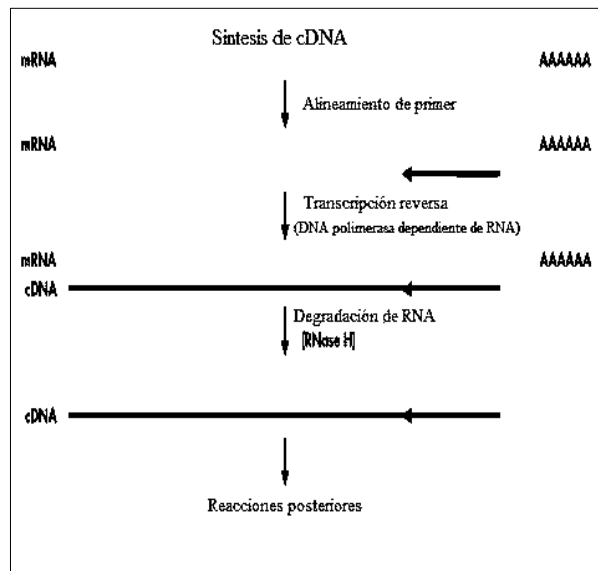 Sintesis de cDNA
mRNA AAAAAA
Alineamiento de primer
mRNA AAAAAA
Transcripción reversa
(DNA polimerasa dependiente de RNA)
mRNA AAAAAA
cDNA
Degradación de RNA
[RNase H]
cDNA
Reacciones posteriores